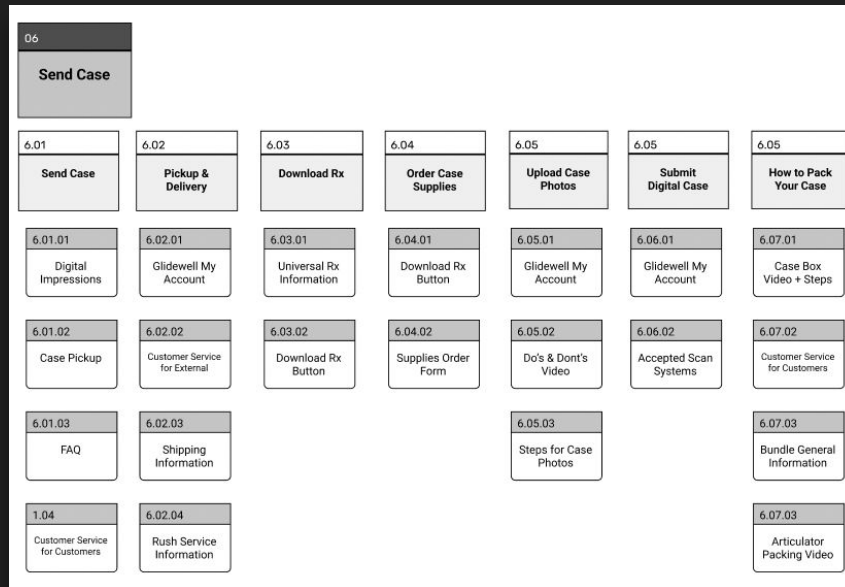 06
Send Case
6.01
Send Case
6.02
Pickup &
Delivery
6.03
Download Rx
6.04
Order Case
Supplies
6.05
Upload Case
Photos
6.05
Submit
Digital Case
6.05
How to Pack
Your Case
6.01.01
Digital
Impressions
6.02.01
Glidewell My
Account
6.03.01
Universal Rx
Information
6.04.01
Download Rx
Button
6.05.01
Glidewell My
Account
6.06.01
Glidewell My
Account
6.07.01
Case Box
Video + Steps
6.01.02
Case Pickup
6.02.02
Customer Service
for External
6.03.02
Download Rx
Button
6.04.02
Supplies Order
Form
6.05.02
Do's & Dont's
Video
6.06.02
Accepted Scan
Systems
6.07.02
Customer Service
for Customers
6.01.03
FAQ
6.02.03
Shipping
Information
6.05.03
Steps for Case
Photos
6.07.03
Bundle General
Information
1.04
Customer Service
for Customers
6.02.04
Rush Service
Information
6.07.03
Articulator
Packing Video